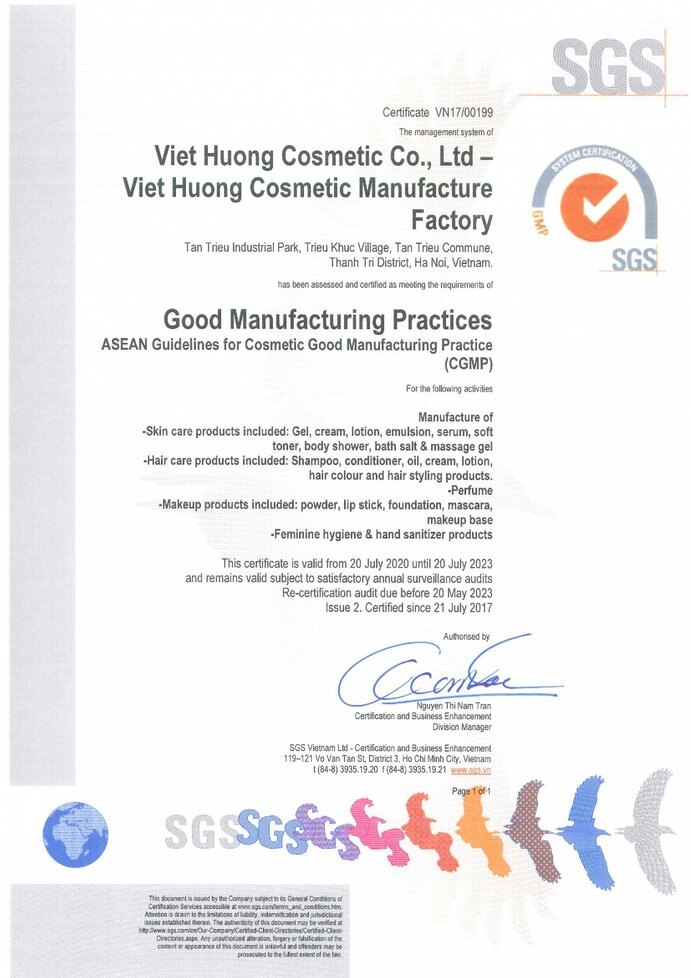 SGS
Certificate VN17/00199
The management system of
Viet Huong Cosmetic Co., Ltd –
Viet Huong Cosmetic Manufacture
Factory
Tan Trieu Industrial Park, Trieu Khuc Village, Tan Trieu Commune,
Thanh Tri District, Ha Noi, Vietnam.
has been assessed and certified as meeting the requirements of
SYSTEM CERTIFICATION
GMP
SGS
Good Manufacturing Practices
ASEAN Guidelines for Cosmetic Good Manufacturing Practice
(CGMP)
For the following activities
Manufacture of
-Skin care products included: Gel, cream, lotion, emulsion, serum, soft
toner, body shower, bath salt & massage gel
-Hair care products included: Shampoo, conditioner, oil, cream, lotion,
hair colour and hair styling products.
-Perfume
-Makeup products included: powder, lip stick, foundation, mascara,
makeup base
-Feminine hygiene & hand sanitizer products
This certificate is valid from 20 July 2020 until 20 July 2023
and remains valid subject to satisfactory annual surveillance audits
Re-certification audit due before 20 May 2023
Issue 2. Certified since 21 July 2017
Authorised by
Nguyen Thi Nam Tran
Certification and Business Enhancement
Division Manager
SGS Vietnam Ltd - Certification and Business Enhancement
119–121 Vo Van Tan St, District 3, Ho Chi Minh City, Vietnam
t (84-8) 3935.19.20 f (84-8) 3935.19.21 www.sgs.vn
Page 1 of 1
SGS SGS SGS
This document is issued by the Company subject to its General Conditions of
Certification Services accessible at www.sgs.com/terms_and_conditions.htm.
Attention is drawn to the limitations of liability, indemnification and jurisdictional
issues established therein. The authenticity of this document may be verified at
http://www.sgs.com/en/Our-Company/Certified-Client-Directories/Certified-Client-
Directories.aspx. Any unauthorized alteration, forgery or falsification of the
content or appearance of this document is unlawful and offenders may be
prosecuted to the fullest extent of the law.